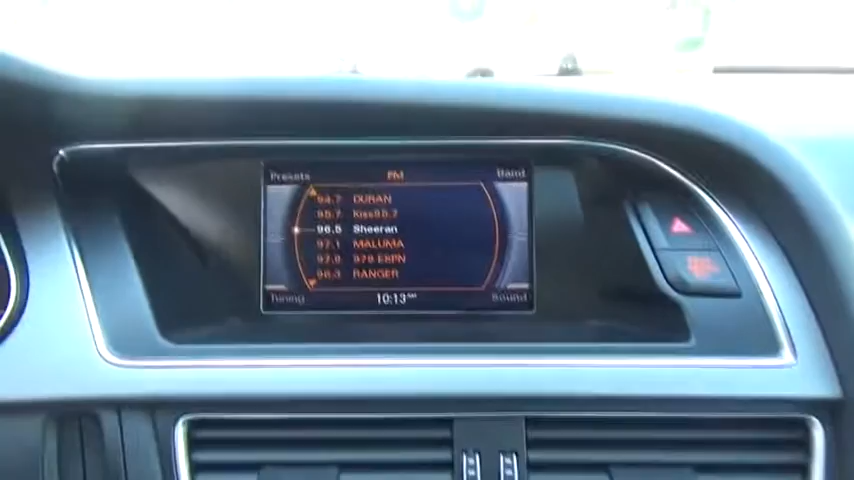 Presets FM Band
94.7 DURAN
95.7 Kiss95.7
96.5 Sheeran
97.1 MALUMA
97.9 979 ESPN
98.3 RANGER
Tuning 10:13 Sound